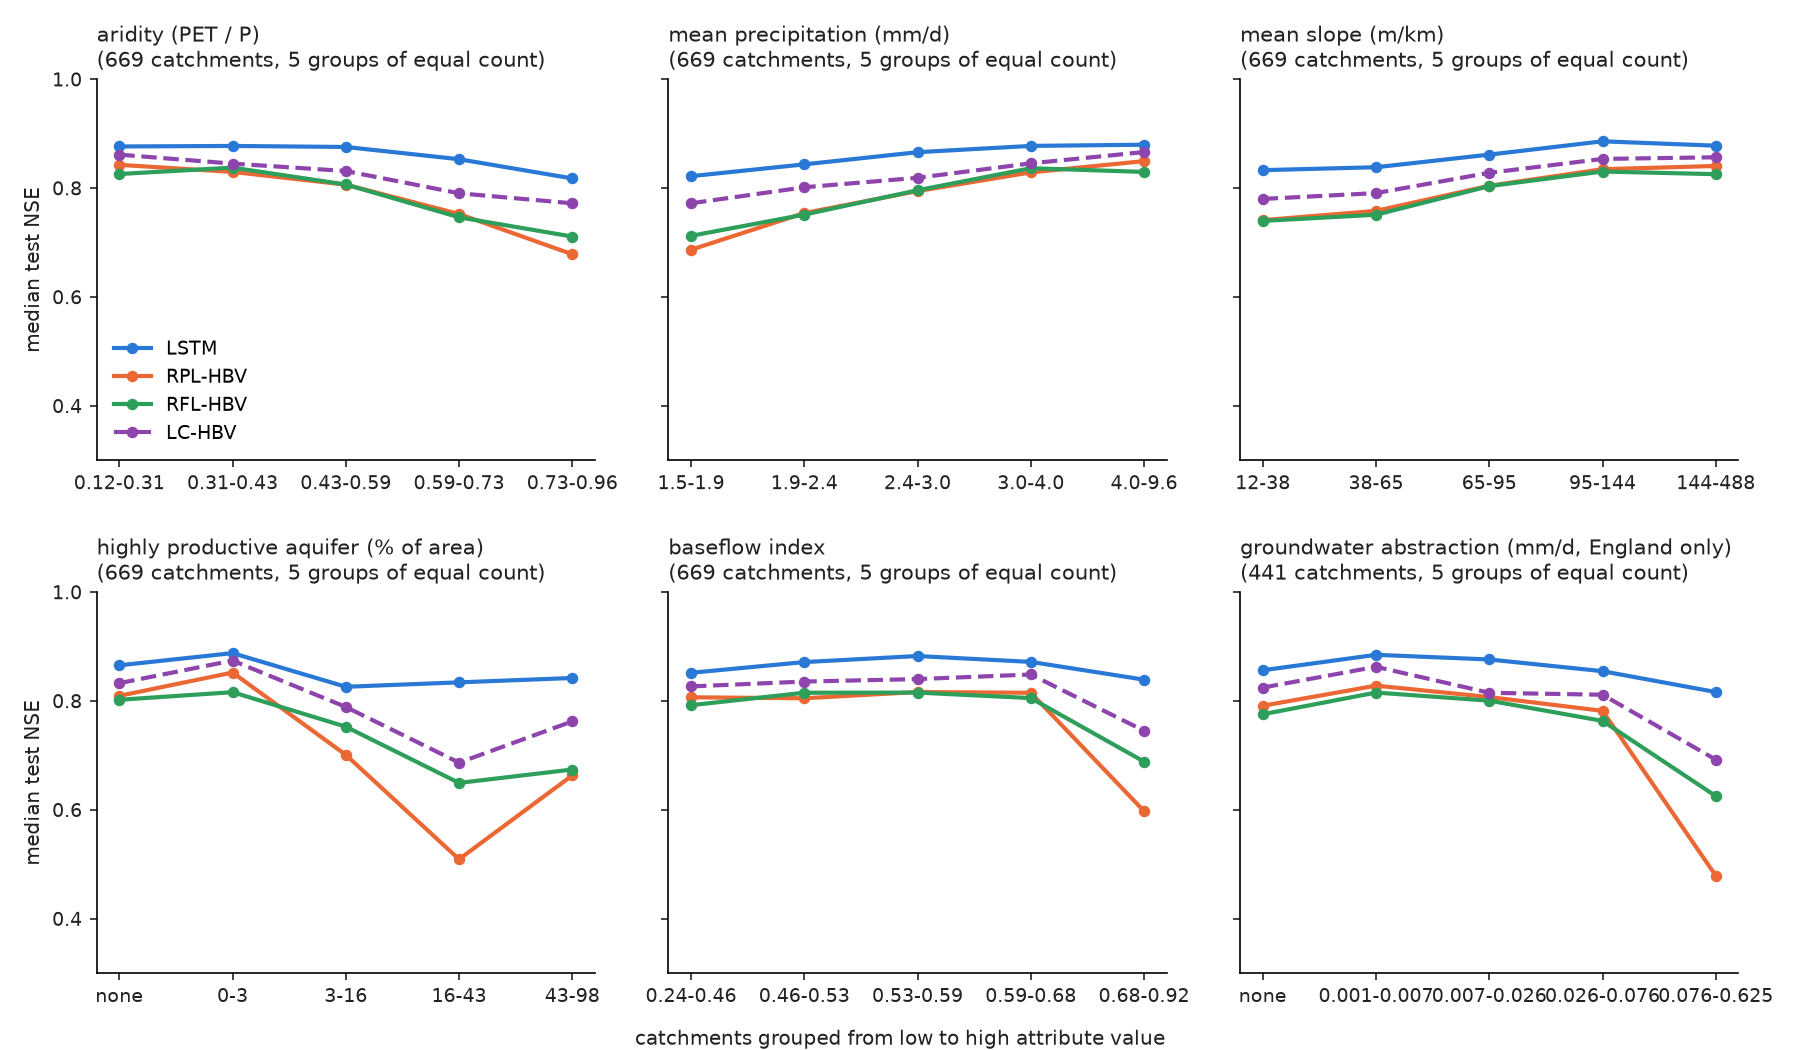 aridity (PET / P)
(669 catchments, 5 groups of equal count)
mean precipitation (mm/d)
(669 catchments, 5 groups of equal count)
mean slope (m/km)
(669 catchments, 5 groups of equal count)
median test NSE
1.0
0.8
0.6
0.4
LSTM
RPL-HBV
RFL-HBV
LC-HBV
0.12-0.31 0.31-0.43 0.43-0.59 0.59-0.73 0.73-0.96
1.5-1.9 1.9-2.4 2.4-3.0 3.0-4.0 4.0-9.6
12-38 38-65 65-95 95-144 144-488
highly productive aquifer (% of area)
(669 catchments, 5 groups of equal count)
baseflow index
(669 catchments, 5 groups of equal count)
groundwater abstraction (mm/d, England only)
(441 catchments, 5 groups of equal count)
median test NSE
1.0
0.8
0.6
0.4
none 0-3 3-16 16-43 43-98
0.24-0.46 0.46-0.53 0.53-0.59 0.59-0.68 0.68-0.92
none 0.001-0.007 0.007-0.026 0.026-0.076 0.076-0.625
catchments grouped from low to high attribute value